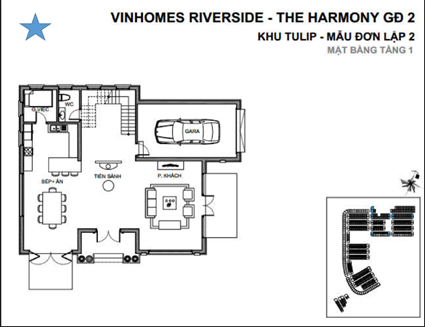 VINHOMES RIVERSIDE - THE HARMONY GĐ 2
KHU TULIP - MẪU ĐƠN LẬP 2
MẶT BẰNG TẦNG 1
WC
G.VIỆC
GARA
BẾP+ ĂN
TIỀN SẢNH
P. KHÁCH